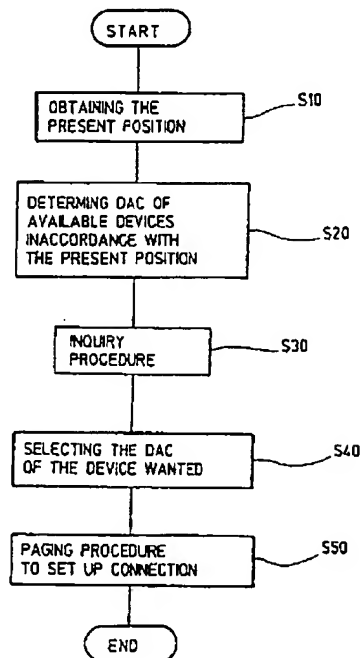 START
OBTAINING THE
PRESENT POSITION
S10
DETERMING DAC OF
AVAILABLE DEVICES
INACCORDANCE WITH
THE PRESENT POSITION
S20
INQUIRY
PROCEDURE
S30
SELECTING THE DAC
OF THE DEVICE WANTED
S40
PAGING PROCEDURE
TO SET UP CONNECTION
S50
END